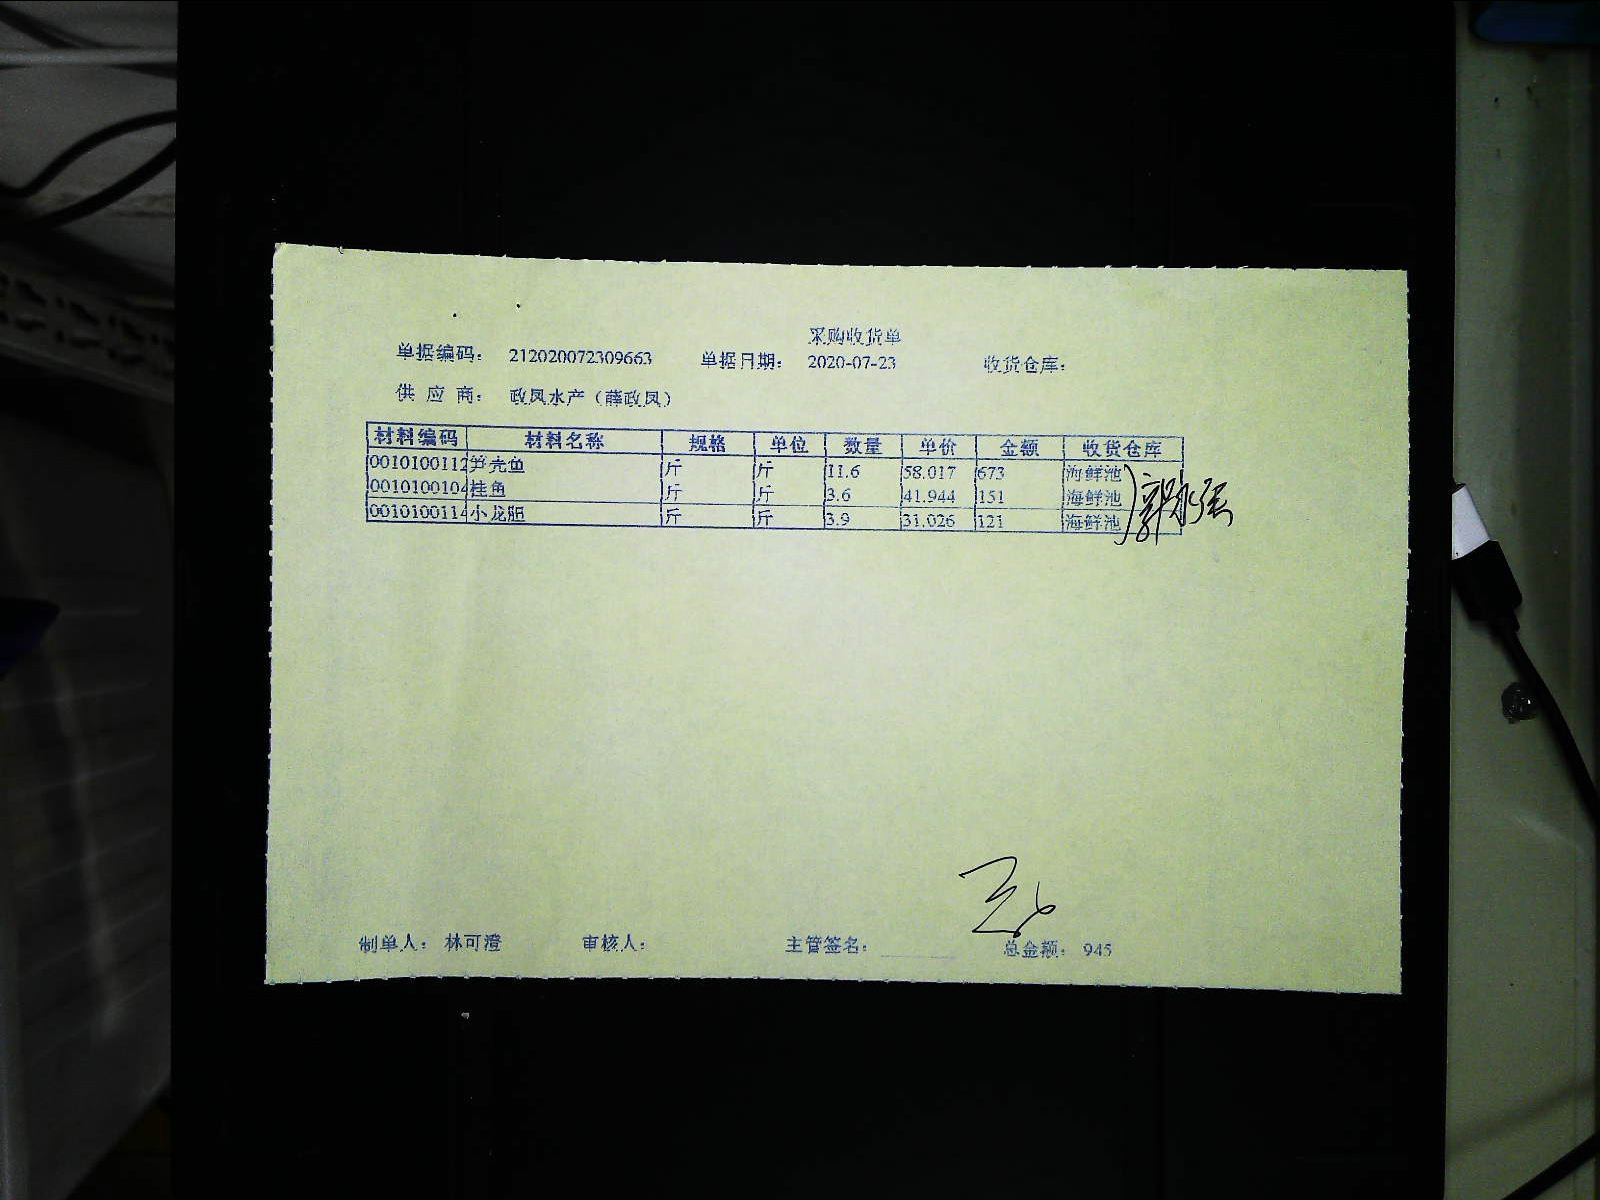 采购收货单
单据编码： 212020072309663 单据日期： 2020-07-23 收货仓库：
供 应 商： 政凤水产（薛政凤）
材料编码 材料名称 规格 单位 数量 单价 金额 收货仓库
0010100112 笋壳鱼 斤 斤 11.6 58.017 673 海鲜池
0010100104 桂鱼 斤 斤 3.6 41.944 151 海鲜池
0010100114 小龙胆 斤 斤 3.9 31.026 121 海鲜池
制单人： 林可澄 审核人： 主管签名： 总金额： 945